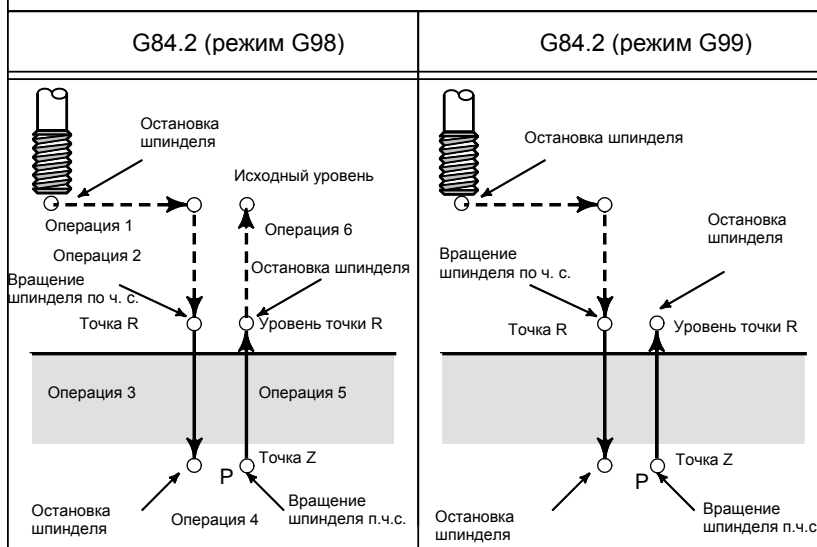 G84.2 (режим G98)
G84.2 (режим G99)
Остановка
шпинделя
Исходный уровень
Операция 1
Операция 6
Операция 2
Остановка шпинделя
Вращение
шпинделя по ч. с.
Точка R
Уровень точки R
Операция 3
Операция 5
Точка Z
P
Остановка
шпинделя
Операция 4
Вращение
шпинделя п.ч.с.
Остановка шпинделя
Остановка
шпинделя
Вращение
шпинделя по ч. с.
Точка R
Уровень точки R
Точка Z
P
Остановка
шпинделя
Вращение
шпинделя п.ч.с